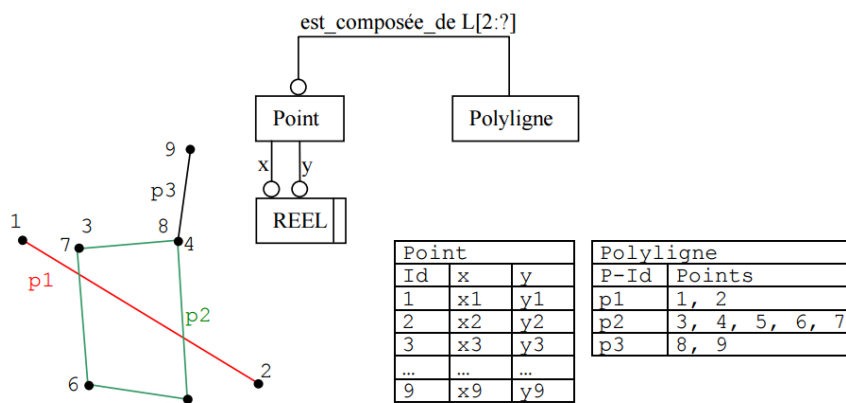 est_composée_de L[2:?]
Point
Polyligne
x
y
REEL
9
p3
1
3
8
7
4
p1
p2
6
2
Point
Id x y
1 x1 y1
2 x2 y2
3 x3 y3
… … …
9 x9 y9
Polyligne
P-Id Points
p1 1, 2
p2 3, 4, 5, 6, 7
p3 8, 9